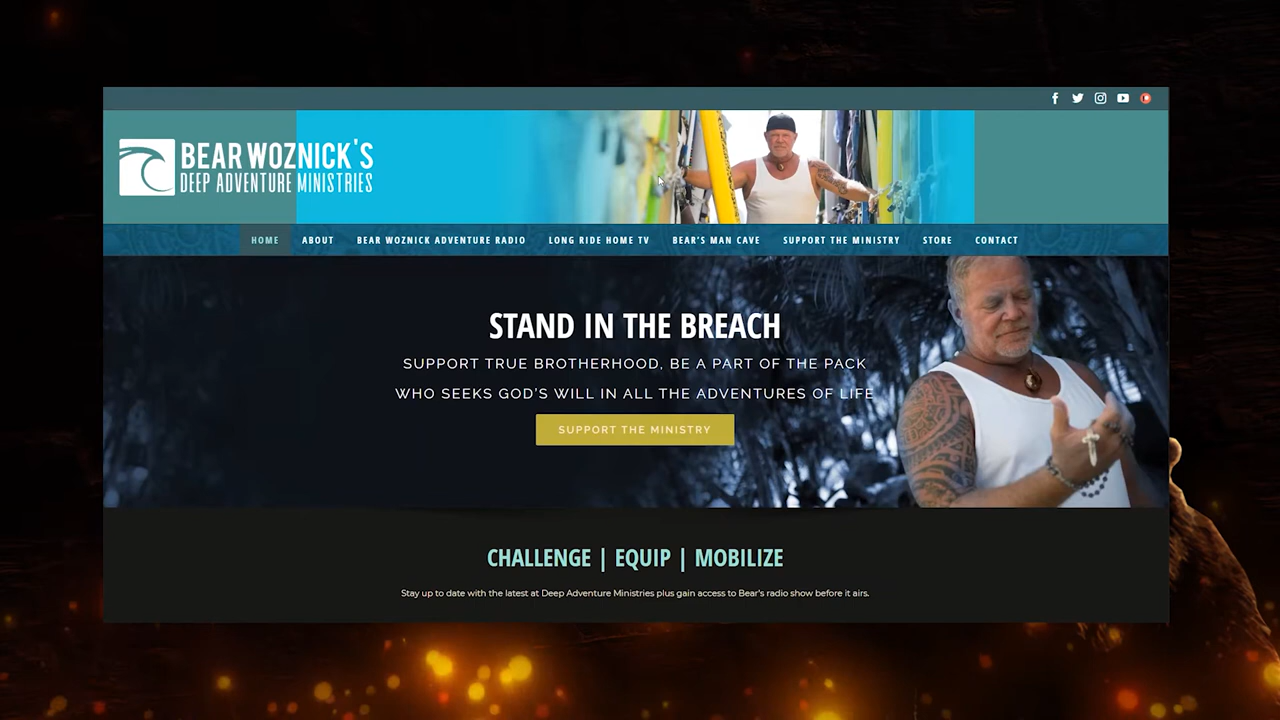 BEAR WOZNICK'S
DEEP ADVENTURE MINISTRIES
HOME ABOUT BEAR WOZNICK ADVENTURE RADIO LONG RIDE HOME TV BEAR'S MAN CAVE SUPPORT THE MINISTRY STORE CONTACT
STAND IN THE BREACH
SUPPORT TRUE BROTHERHOOD, BE A PART OF THE PACK
WHO SEEKS GOD'S WILL IN ALL THE ADVENTURES OF LIFE
SUPPORT THE MINISTRY
CHALLENGE | EQUIP | MOBILIZE
Stay up to date with the latest at Deep Adventure Ministries plus gain access to Bear's radio show before it airs.